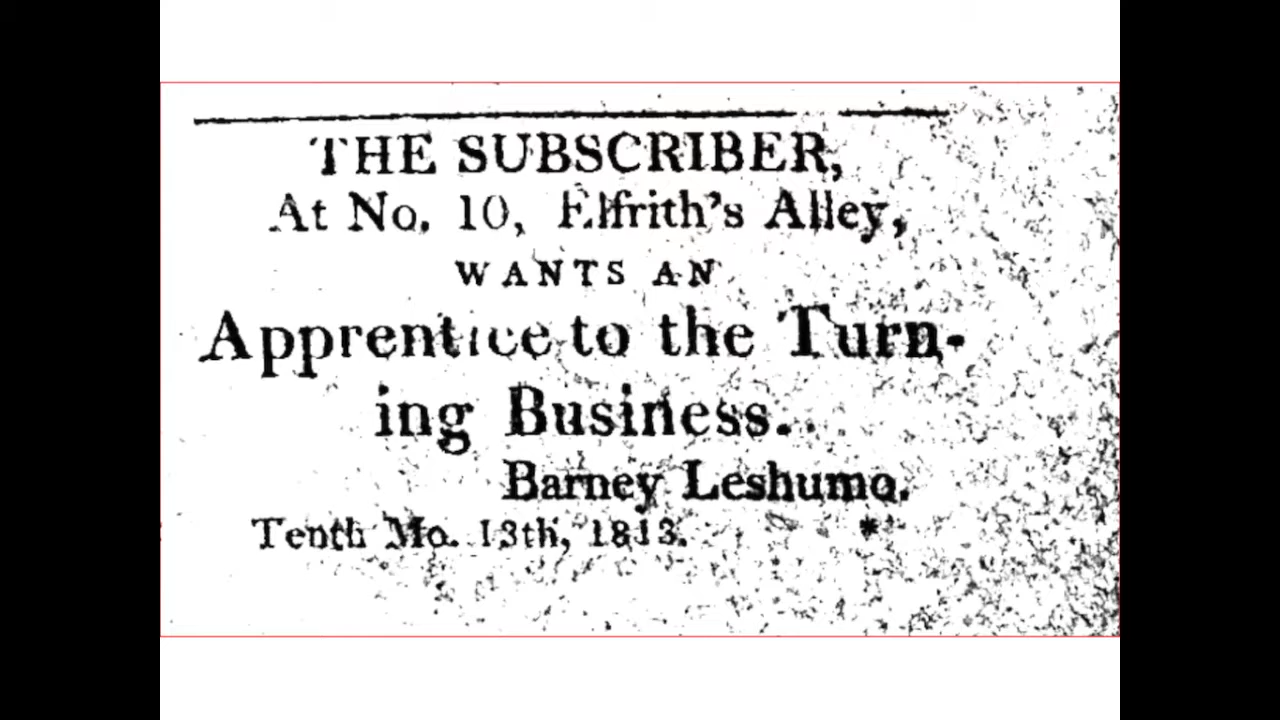 THE SUBSCRIBER,
At No. 10, Elfrith's Alley,
WANTS AN
Apprentice to the Turn-
ing Business.
Barney Leshumo.
Tenth Mo. 13th, 1813. *